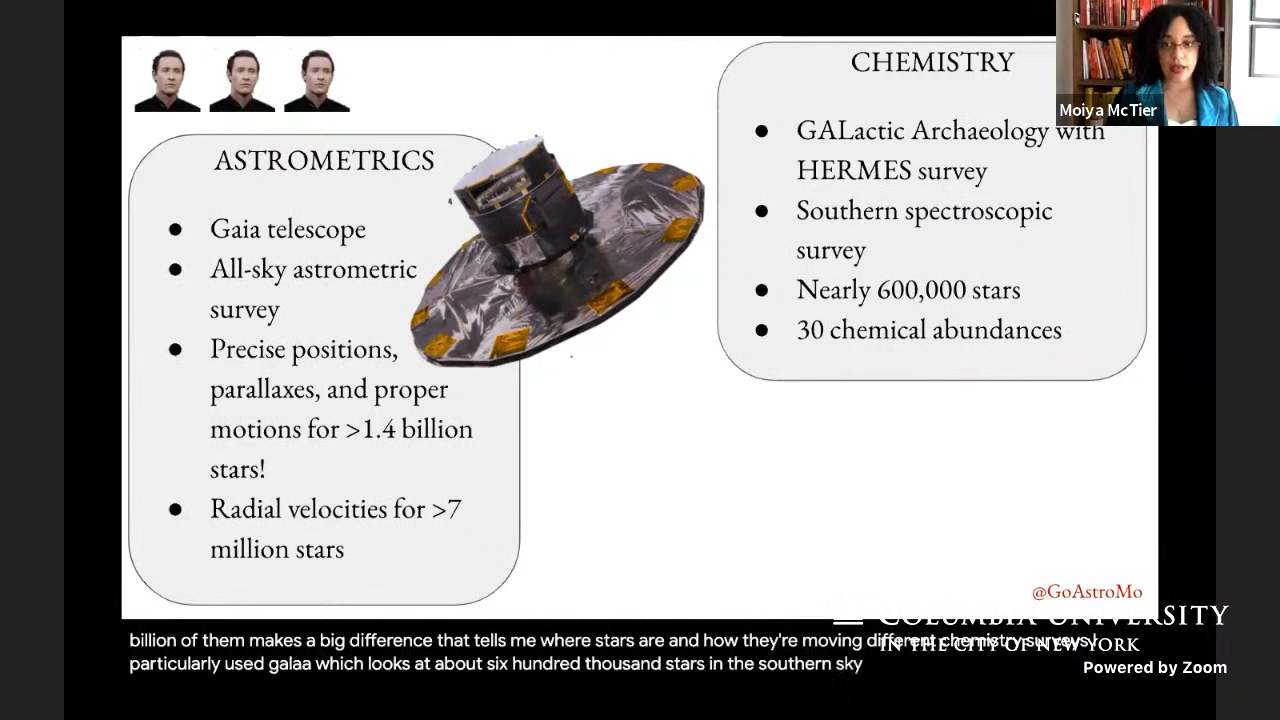 CHEMISTRY
Moiya McTier
● GALactic Archaeology with
HERMES survey
● Southern spectroscopic
survey
● Nearly 600,000 stars
● 30 chemical abundances
ASTROMETRICS
● Gaia telescope
● All-sky astrometric
survey
● Precise positions,
parallaxes, and proper
motions for >1.4 billion
stars!
● Radial velocities for >7
million stars
@GoAstroMo
COLUMBIA UNIVERSITY
IN THE CITY OF NEW YORK
Powered by Zoom
billion of them makes a big difference that tells me where stars are and how they're moving different chemistry surveys I
particularly used galaa which looks at about six hundred thousand stars in the southern sky